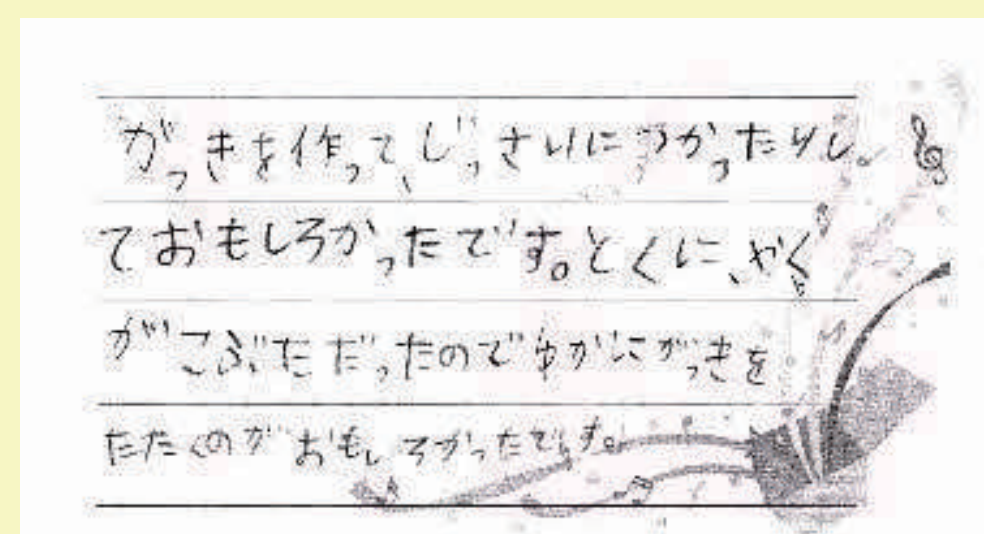 がっきを作って、じっさいにつかったりし
ておもしろかったです。とくに、やく
がこぶただったのでゆかにがっきを
たたくのがおもしろかったです。